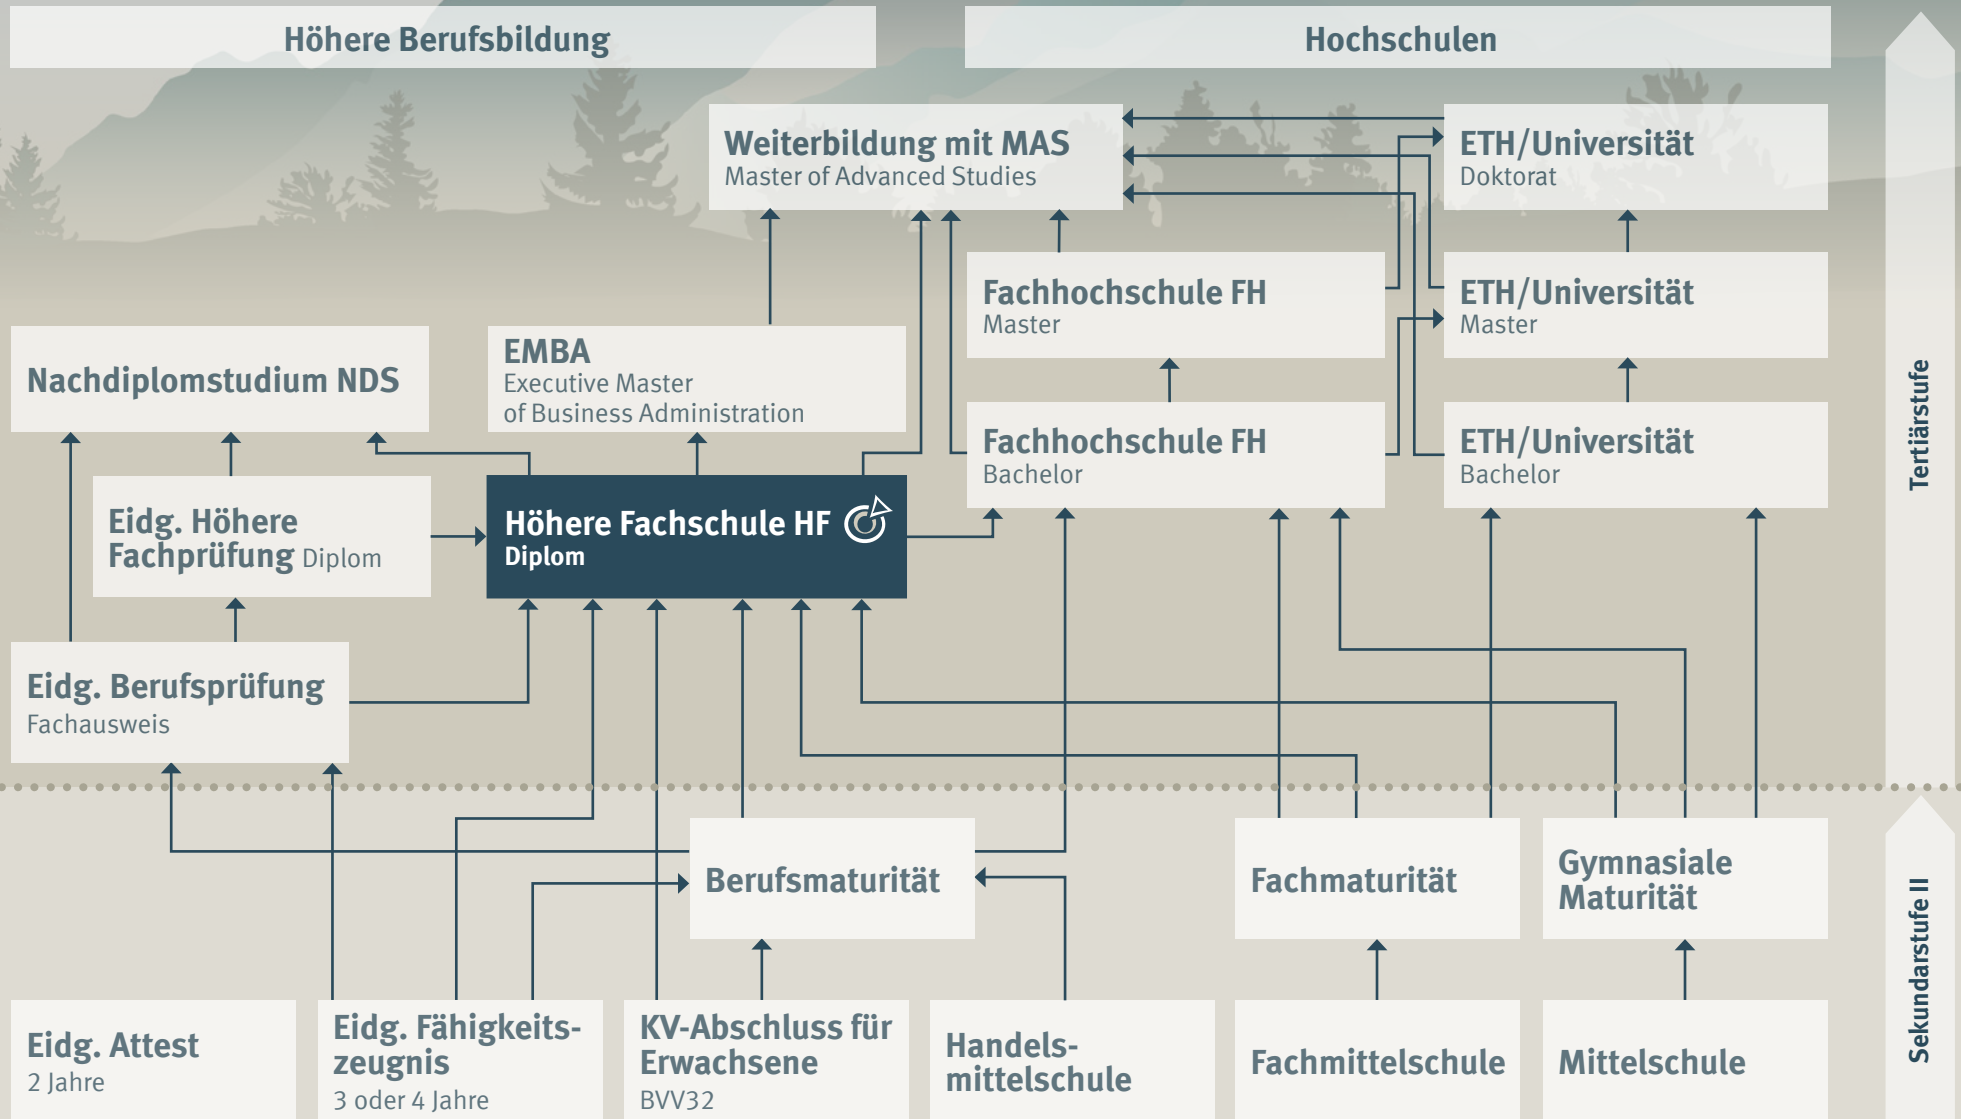 Höhere Berufsbildung
Hochschulen
Weiterbildung mit MAS
Master of Advanced Studies
ETH/Universität
Doktorat
Fachhochschule FH
Master
ETH/Universität
Master
Nachdiplomstudium NDS
EMBA
Executive Master
of Business Administration
Fachhochschule FH
Bachelor
ETH/Universität
Bachelor
Eidg. Höhere
Fachprüfung Diplom
Höhere Fachschule HF
Diplom
Eidg. Berufsprüfung
Fachausweis
Tertiärstufe
Berufsmaturität
Fachmaturität
Gymnasiale
Maturität
Eidg. Attest
2 Jahre
Eidg. Fähigkeits-
zeugnis
3 oder 4 Jahre
KV-Abschluss für
Erwachsene
BVV32
Handels-
mittelschule
Fachmittelschule
Mittelschule
Sekundarstufe II